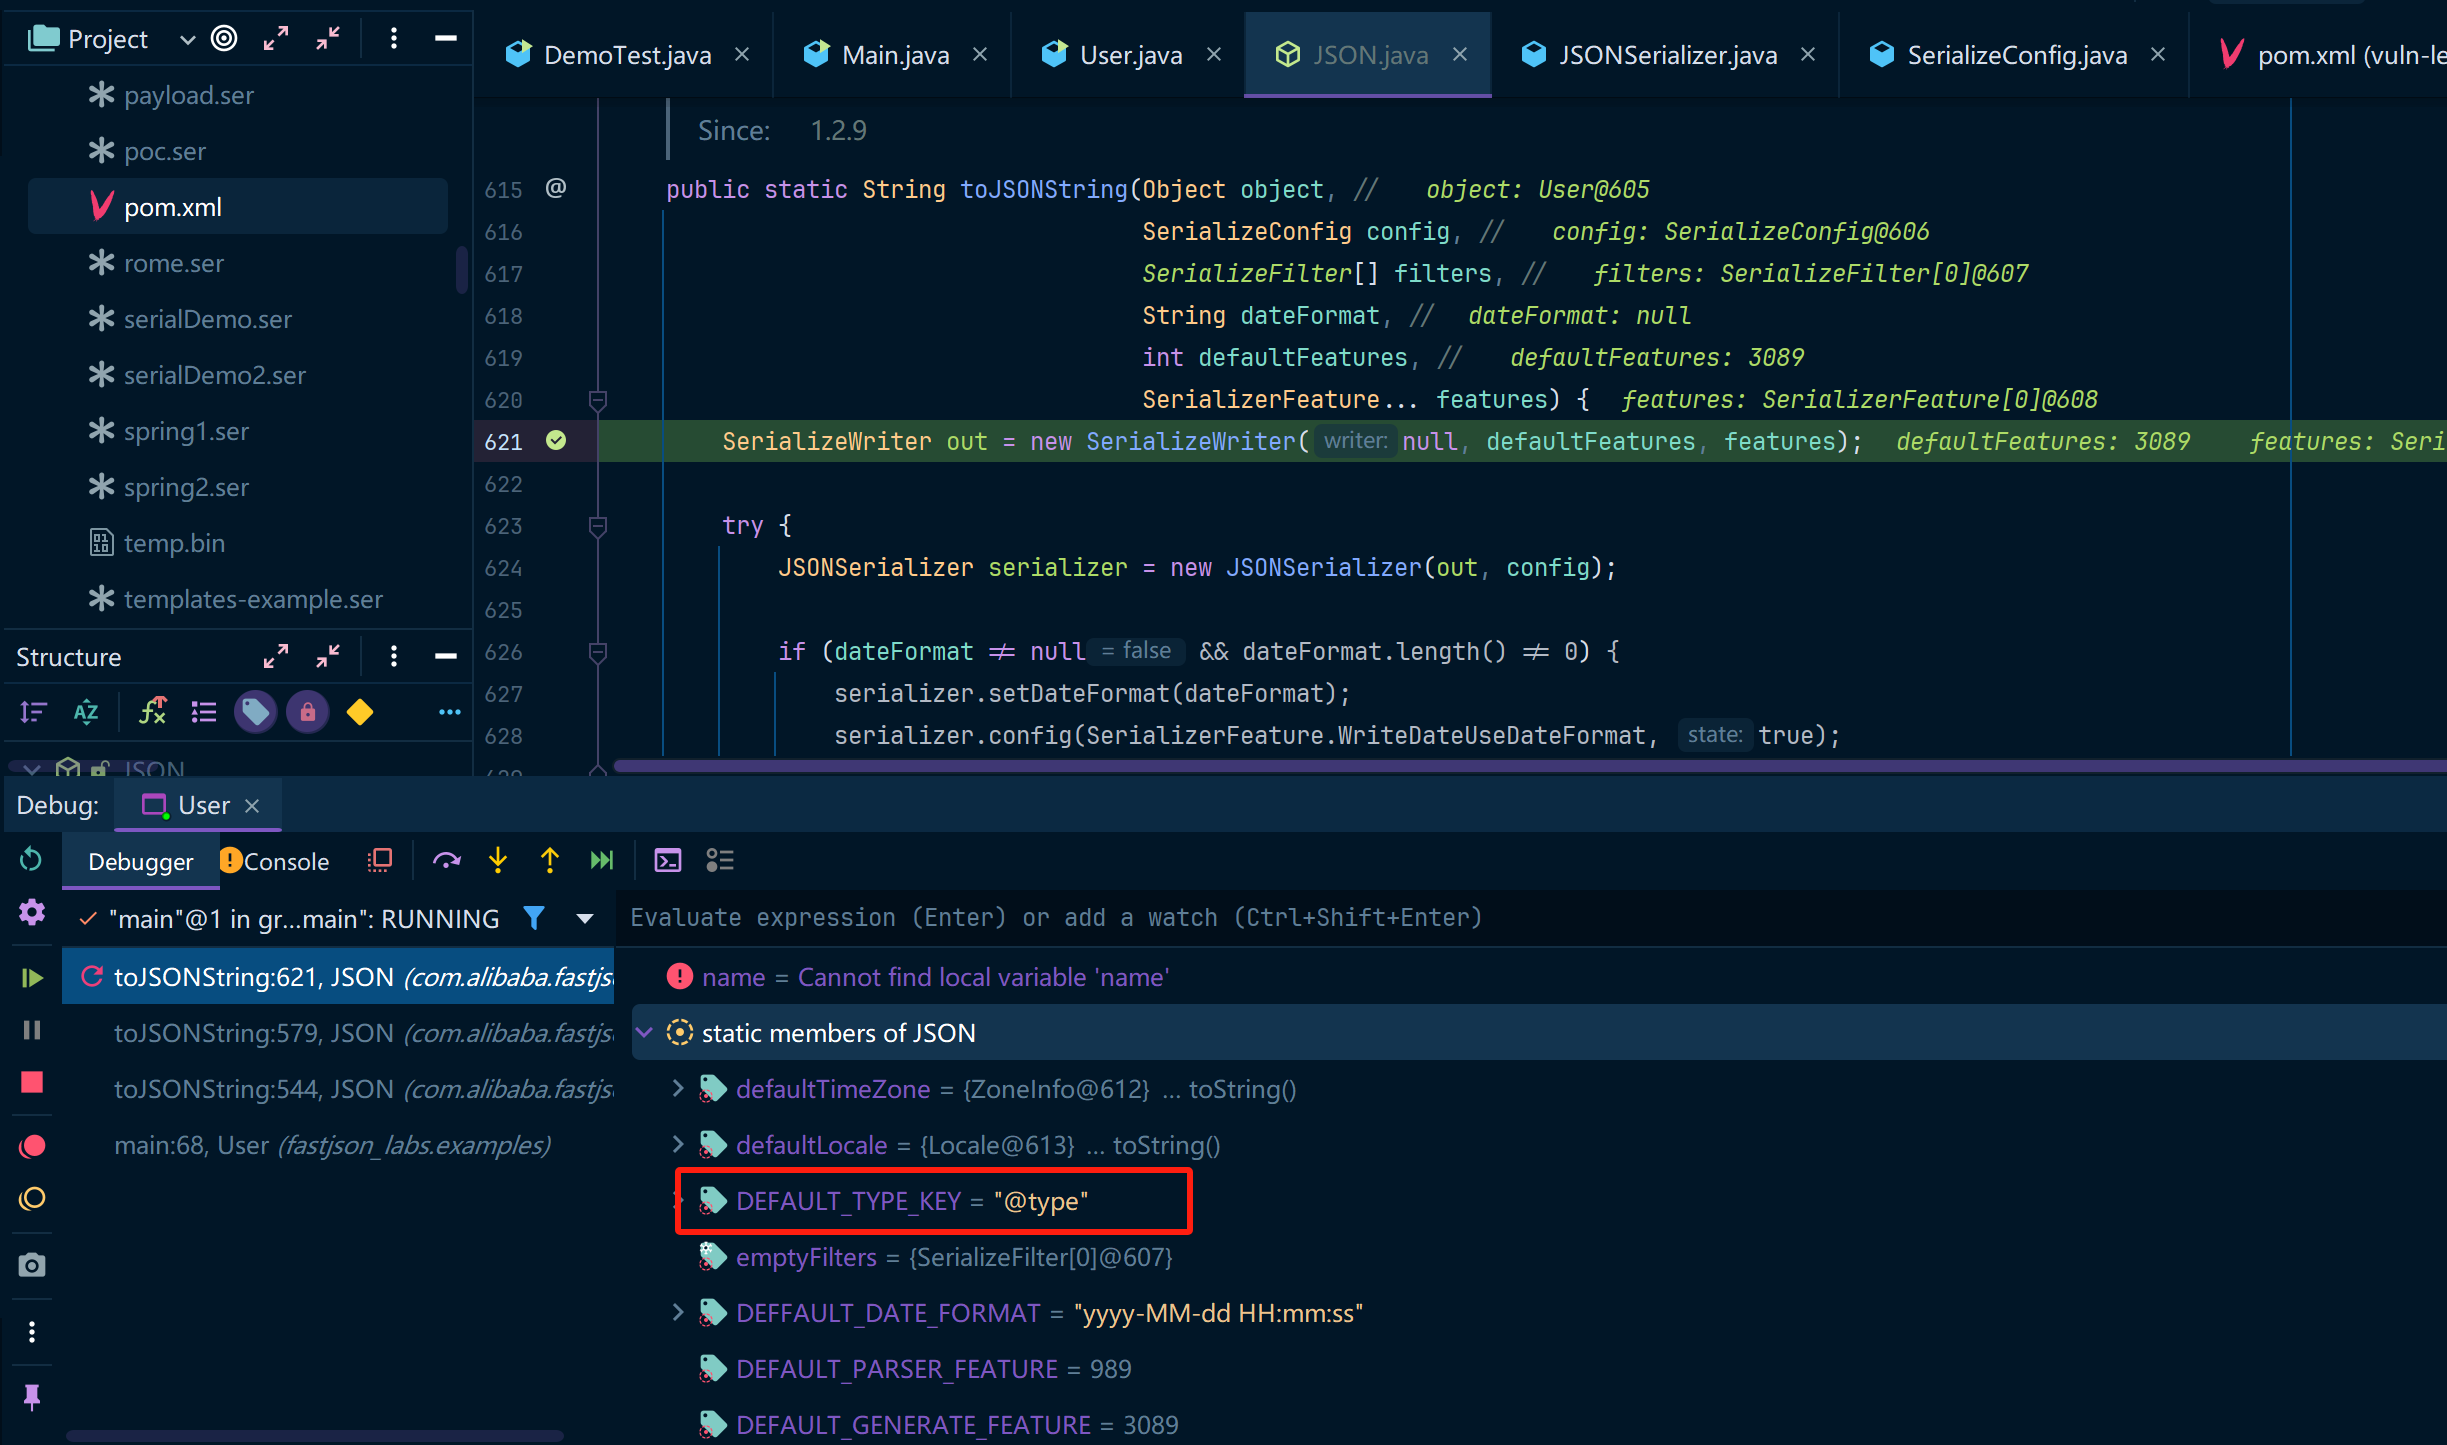 Project
payload.ser
poc.ser
pom.xml
rome.ser
serialDemo.ser
serialDemo2.ser
spring1.ser
spring2.ser
temp.bin
templates-example.ser
Structure
JSON
DemoTest.java
Main.java
User.java
JSON.java
JSONSerializer.java
SerializeConfig.java
pom.xml (vuln-le
Since: 1.2.9
615 @ public static String toJSONString(Object object, // object: User@605
616 SerializeConfig config, // config: SerializeConfig@606
617 SerializeFilter[] filters, // filters: SerializeFilter[0]@607
618 String dateFormat, // dateFormat: null
619 int defaultFeatures, // defaultFeatures: 3089
620 SerializerFeature... features) { features: SerializerFeature[0]@608
621 SerializeWriter out = new SerializeWriter( writer: null, defaultFeatures, features); defaultFeatures: 3089 features: Seri
622
623 try {
624 JSONSerializer serializer = new JSONSerializer(out, config);
625
626 if (dateFormat ≠ null = false && dateFormat.length() ≠ 0) {
627 serializer.setDateFormat(dateFormat);
628 serializer.config(SerializerFeature.WriteDateUseDateFormat, state: true);
Debug: User
Debugger Console
"main"@1 in gr...main": RUNNING
toJSONString:621, JSON (com.alibaba.fastjs
toJSONString:579, JSON (com.alibaba.fastjs
toJSONString:544, JSON (com.alibaba.fastjs
main:68, User (fastjson_labs.examples)
Evaluate expression (Enter) or add a watch (Ctrl+Shift+Enter)
name = Cannot find local variable 'name'
static members of JSON
defaultTimeZone = {ZoneInfo@612} ... toString()
defaultLocale = {Locale@613} ... toString()
DEFAULT_TYPE_KEY = "@type"
emptyFilters = {SerializeFilter[0]@607}
DEFFAULT_DATE_FORMAT = "yyyy-MM-dd HH:mm:ss"
DEFAULT_PARSER_FEATURE = 989
DEFAULT_GENERATE_FEATURE = 3089